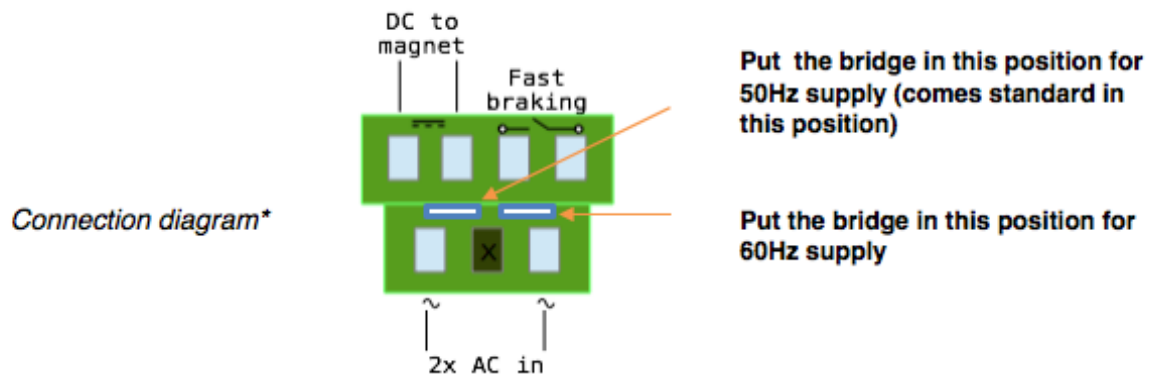 DC to
magnet
Fast
braking
Put the bridge in this position for
50Hz supply (comes standard in
this position)
Connection diagram*
Put the bridge in this position for
60Hz supply
X
~ ~
2x AC in